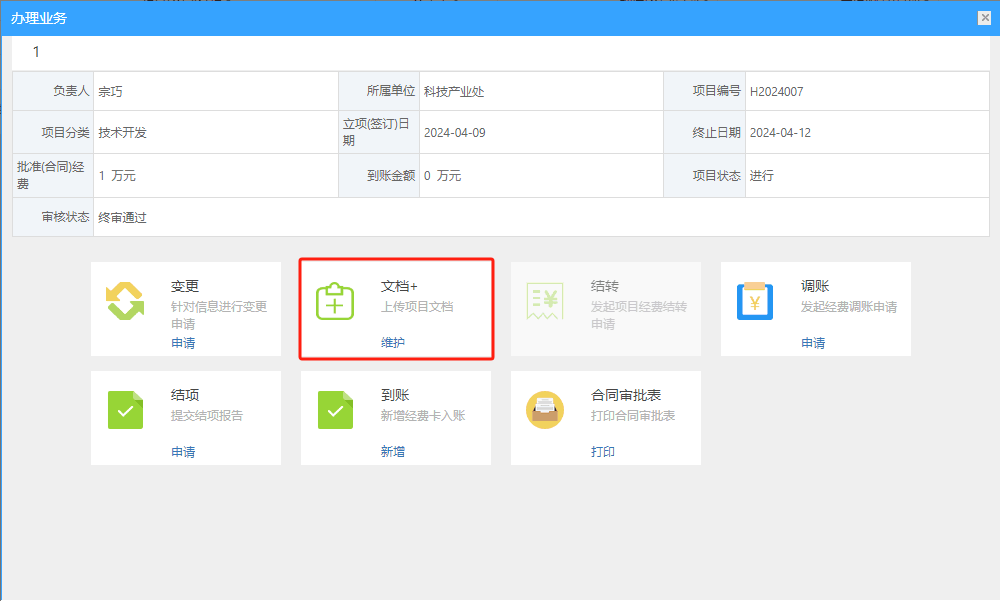 办理业务
1
负责人 宗巧 所属单位 科技产业处 项目编号 H2024007
项目分类 技术开发 立项(签订)日期 2024-04-09 终止日期 2024-04-12
批准(合同)经费 1 万元 到账金额 0 万元 项目状态 进行
审核状态 终审通过
变更
针对信息进行变更
申请
申请
文档+
上传项目文档
维护
结转
发起项目经费结转
申请
调账
发起经费调账申请
申请
结项
提交结项报告
申请
到账
新增经费卡入账
新增
合同审批表
打印合同审批表
打印